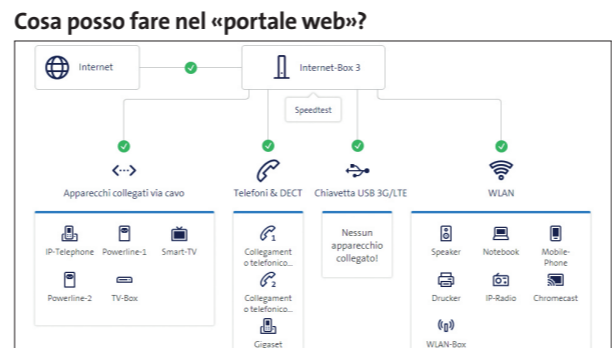 Cosa posso fare nel «portale web»?
Internet
Internet-Box 3
Speedtest
Apparecchi collegati via cavo
Telefoni & DECT
Chiavetta USB 3G/LTE
WLAN
IP-Telephone
Powerline-1
Smart-TV
Powerline-2
TV-Box
1
Collegament
o telefonico...
2
Collegament
o telefonico...
Gigaset
Nessun
apparecchio
collegato!
Speaker
Notebook
Mobile-
Phone
Drucker
IP-Radio
Chromecast
WLAN-Box